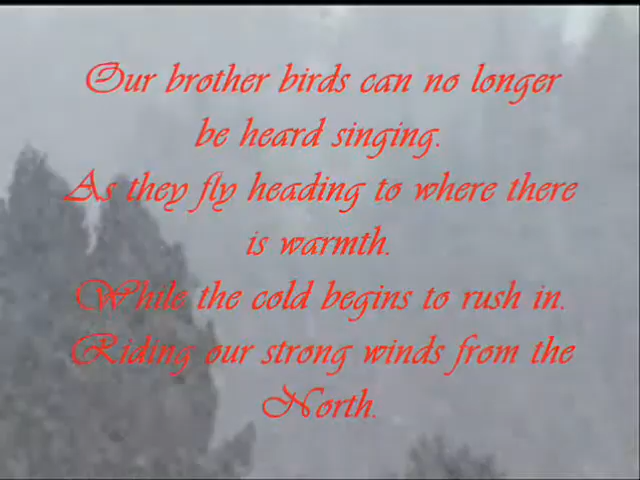 Our brother birds can no longer
be heard singing.
As they fly heading to where there
is warmth.
While the cold begins to rush in.
Riding our strong winds from the
North.